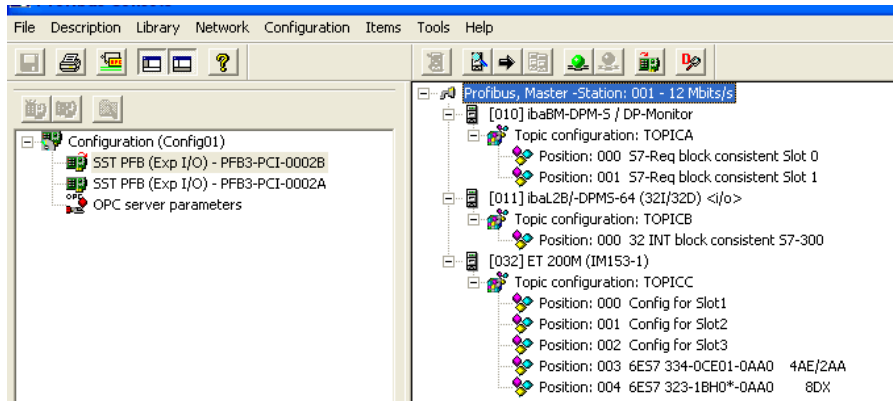 File Description Library Network Configuration Items Tools Help
Configuration (Config01)
SST PFB (Exp I/O) - PFB3-PCI-0002B
SST PFB (Exp I/O) - PFB3-PCI-0002A
OPC server parameters
Profibus, Master -Station: 001 - 12 Mbits/s
[010] ibaBM-DPM-S / DP-Monitor
Topic configuration: TOPICA
Position: 000 S7-Req block consistent Slot 0
Position: 001 S7-Req block consistent Slot 1
[011] ibaL2B/-DPMS-64 (32I/32D) <i/o>
Topic configuration: TOPICB
Position: 000 32 INT block consistent S7-300
[032] ET 200M (IM153-1)
Topic configuration: TOPICC
Position: 000 Config for Slot1
Position: 001 Config for Slot2
Position: 002 Config for Slot3
Position: 003 6ES7 334-0CE01-0AA0 4AE/2AA
Position: 004 6ES7 323-1BH0*-0AA0 8DX